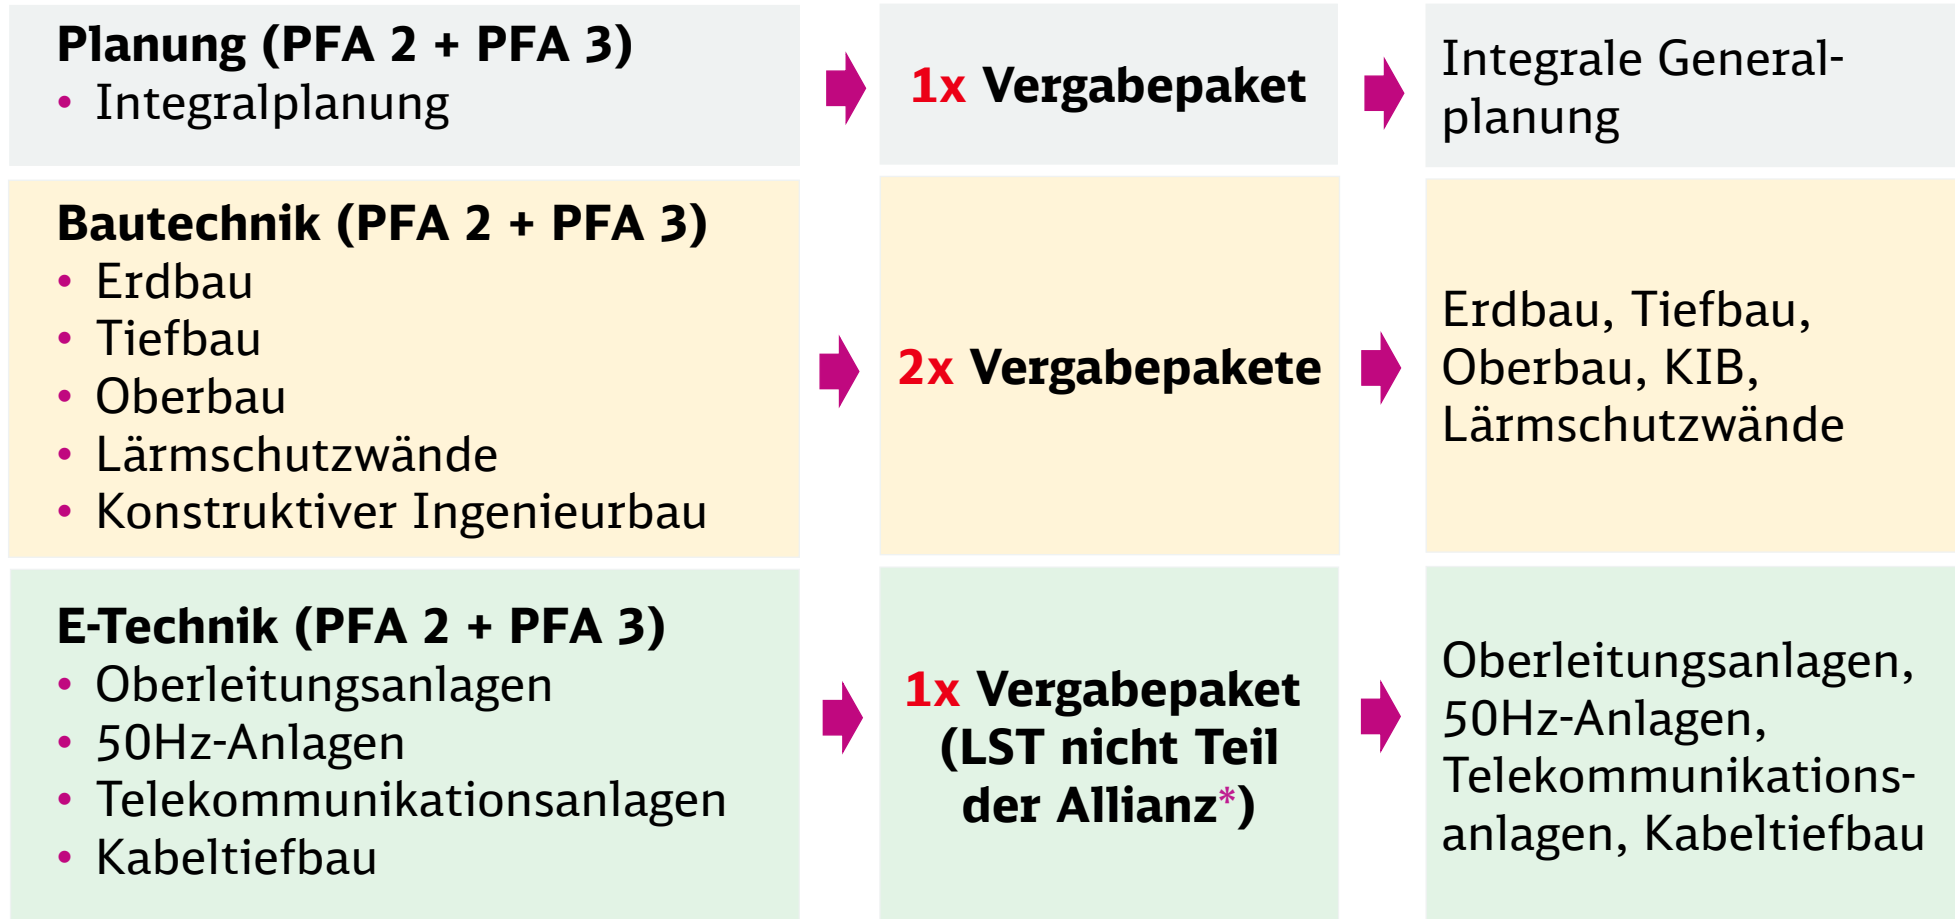 Planung (PFA 2 + PFA 3)
• Integralplanung
1x Vergabepaket
Integrale General-
planung
Bautechnik (PFA 2 + PFA 3)
• Erdbau
• Tiefbau
• Oberbau
• Lärmschutzwände
• Konstruktiver Ingenieurbau
2x Vergabepakete
Erdbau, Tiefbau,
Oberbau, KIB,
Lärmschutzwände
E-Technik (PFA 2 + PFA 3)
• Oberleitungsanlagen
• 50Hz-Anlagen
• Telekommunikationsanlagen
• Kabeltiefbau
1x Vergabepaket
(LST nicht Teil
der Allianz*)
Oberleitungsanlagen,
50Hz-Anlagen,
Telekommunikations-
anlagen, Kabeltiefbau